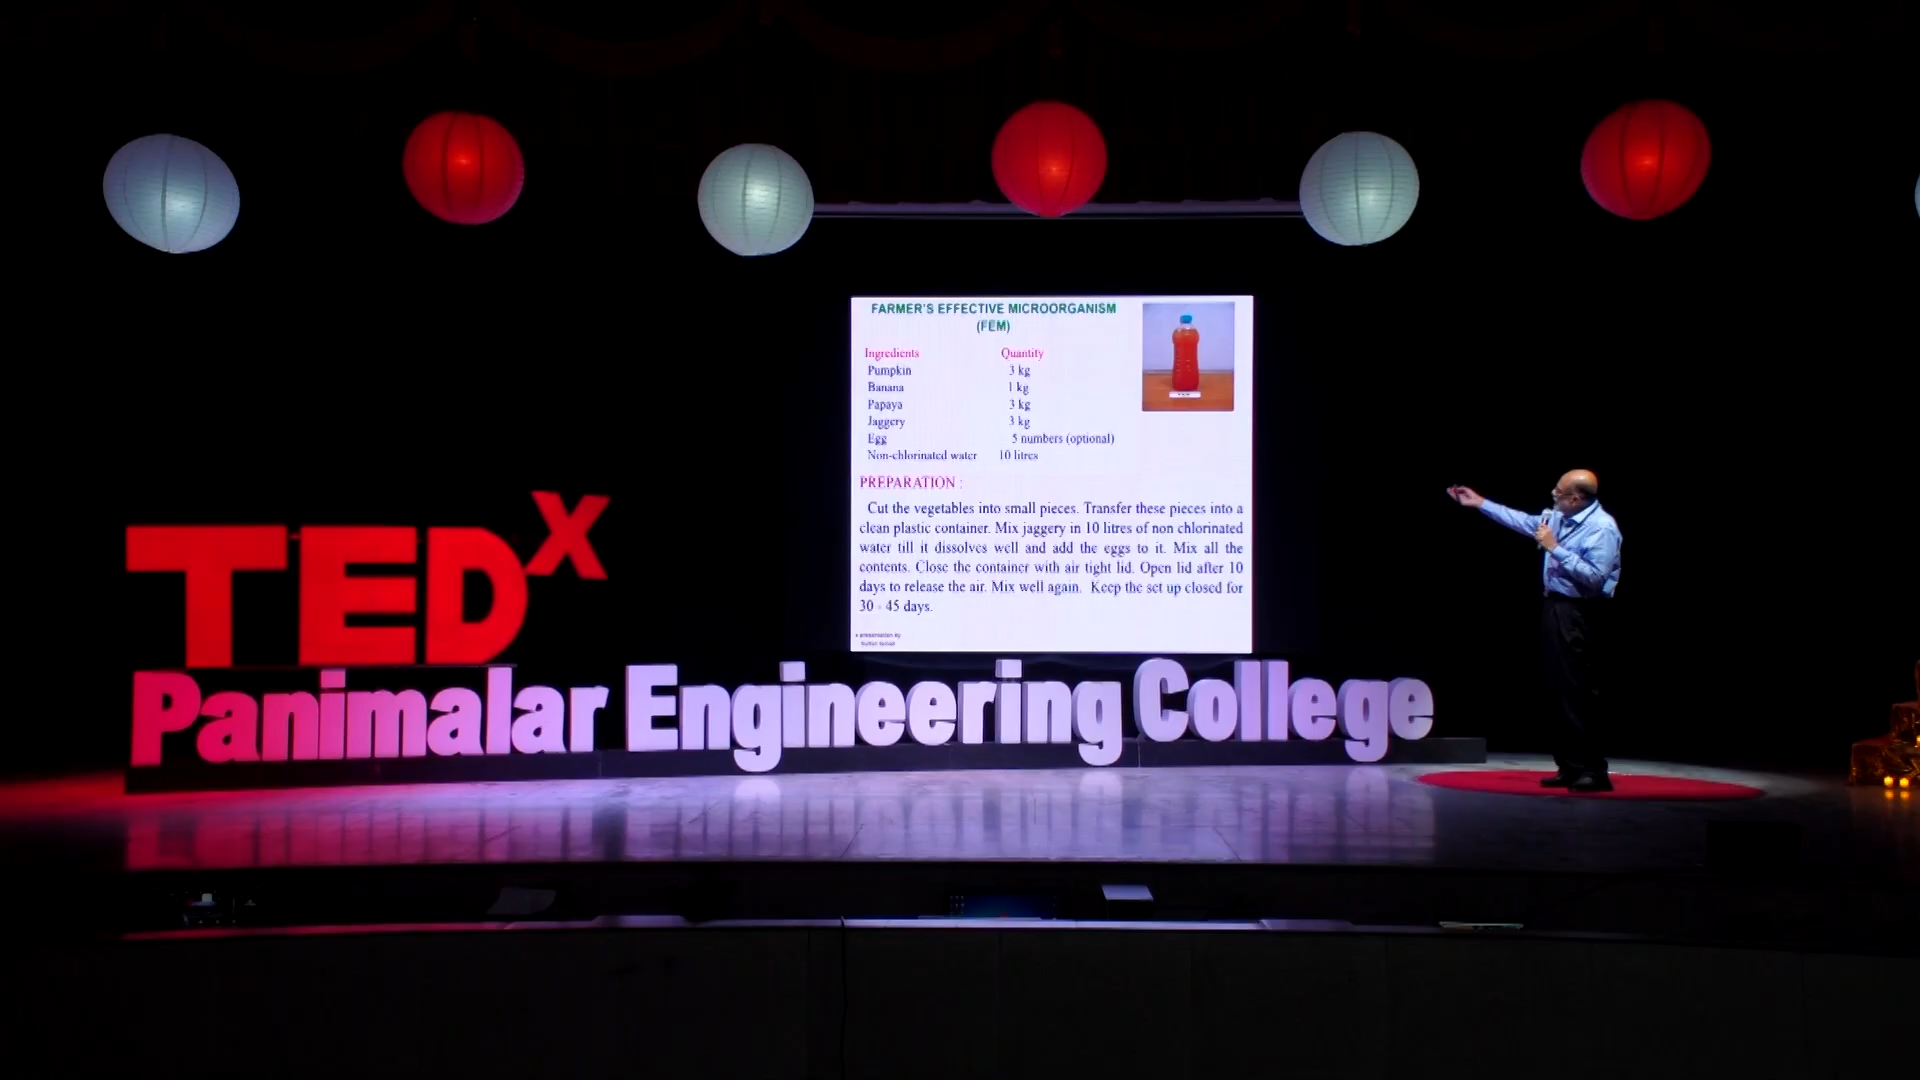 FARMER'S EFFECTIVE MICROORGANISM
(FEM)
Ingredients Quantity
Pumpkin 3 kg
Banana 1 kg
Papaya 3 kg
Jaggery 3 kg
Egg 5 numbers (optional)
Non-chlorinated water 10 litres
PREPARATION :
Cut the vegetables into small pieces. Transfer these pieces into a
clean plastic container. Mix jaggery in 10 litres of non chlorinated
water till it dissolves well and add the eggs to it. Mix all the
contents. Close the container with air tight lid. Open lid after 10
days to release the air. Mix well again. Keep the set up closed for
30 - 45 days.
a presentation by
TEDx
Panimalar Engineering College